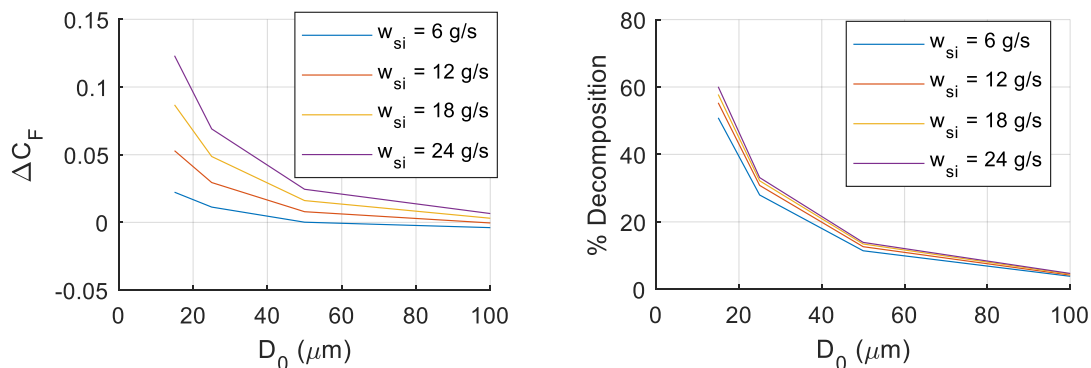 0.15
0.1
0.05
0
-0.05
ΔC_F
0 20 40 60 80 100
D_0 (μm)
w_si = 6 g/s
w_si = 12 g/s
w_si = 18 g/s
w_si = 24 g/s
80
60
40
20
0
% Decomposition
0 20 40 60 80 100
D_0 (μm)
w_si = 6 g/s
w_si = 12 g/s
w_si = 18 g/s
w_si = 24 g/s